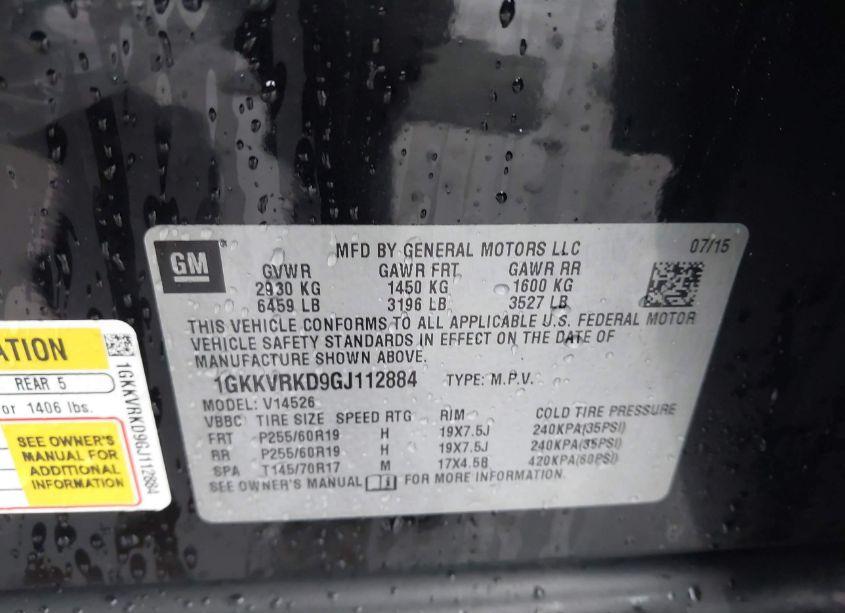 GM
MFD BY GENERAL MOTORS LLC
07/15
GVWR GAWR FRT GAWR RR
2930 KG 1450 KG 1600 KG
6459 LB 3196 LB 3527 LB
THIS VEHICLE CONFORMS TO ALL APPLICABLE U.S. FEDERAL MOTOR
VEHICLE SAFETY STANDARDS IN EFFECT ON THE DATE OF
MANUFACTURE SHOWN ABOVE.
1GKKVRKD9GJ112884 TYPE: M.P.V.
MODEL: V14526
VBBC TIRE SIZE SPEED RTG RIM COLD TIRE PRESSURE
FRT P255/60R19 H 19X7.5J 240KPA(35PSI)
RR P255/60R19 H 19X7.5J 240KPA(35PSI)
SPA T145/70R17 M 17X4.5B 420KPA(60PSI)
SEE OWNER'S MANUAL i FOR MORE INFORMATION.
ATION
REAR 5
or 1406 lbs.
SEE OWNER'S
MANUAL FOR
ADDITIONAL
INFORMATION
1GKKVRKD9GJ112884